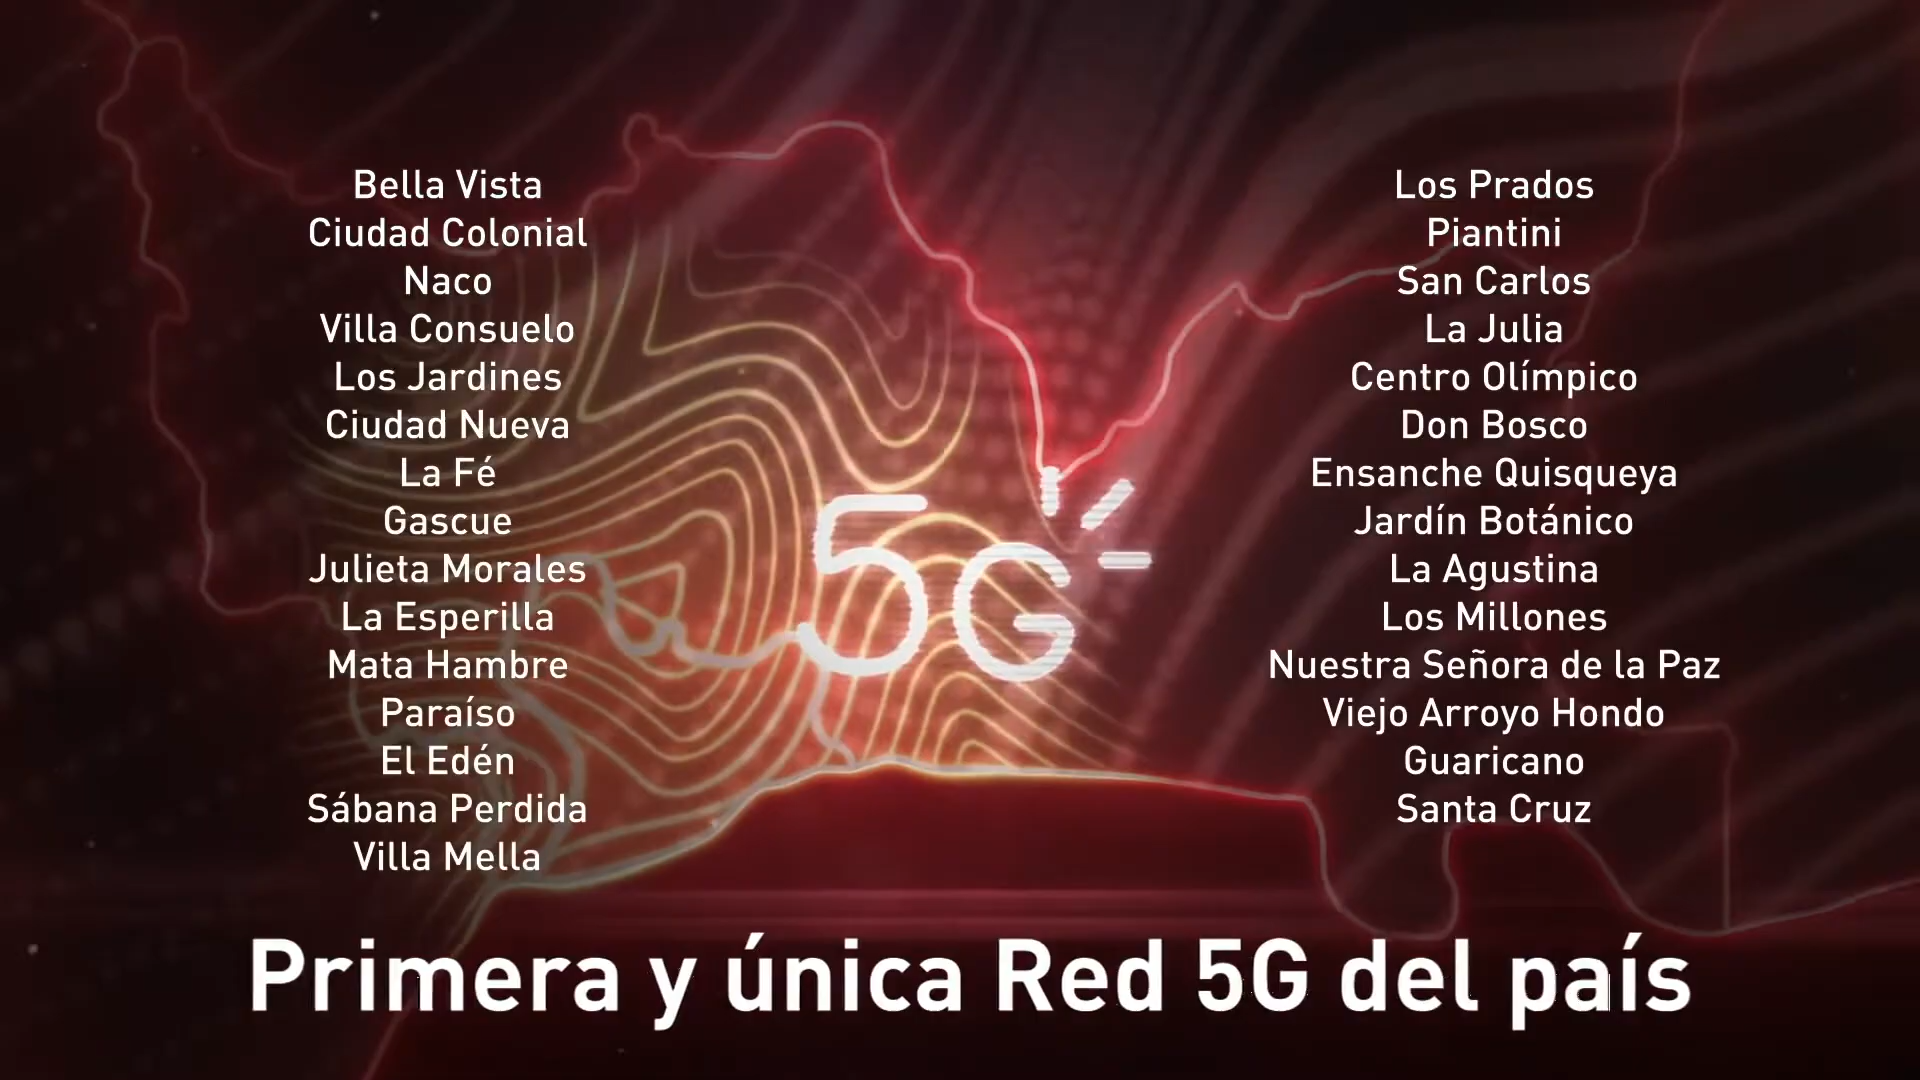 Bella Vista
Ciudad Colonial
Naco
Villa Consuelo
Los Jardines
Ciudad Nueva
La Fé
Gascue
Julieta Morales
La Esperilla
Mata Hambre
Paraíso
El Edén
Sábana Perdida
Villa Mella
Los Prados
Piantini
San Carlos
La Julia
Centro Olímpico
Don Bosco
Ensanche Quisqueya
Jardín Botánico
La Agustina
Los Millones
Nuestra Señora de la Paz
Viejo Arroyo Hondo
Guaricano
Santa Cruz
5G
Primera y única Red 5G del país